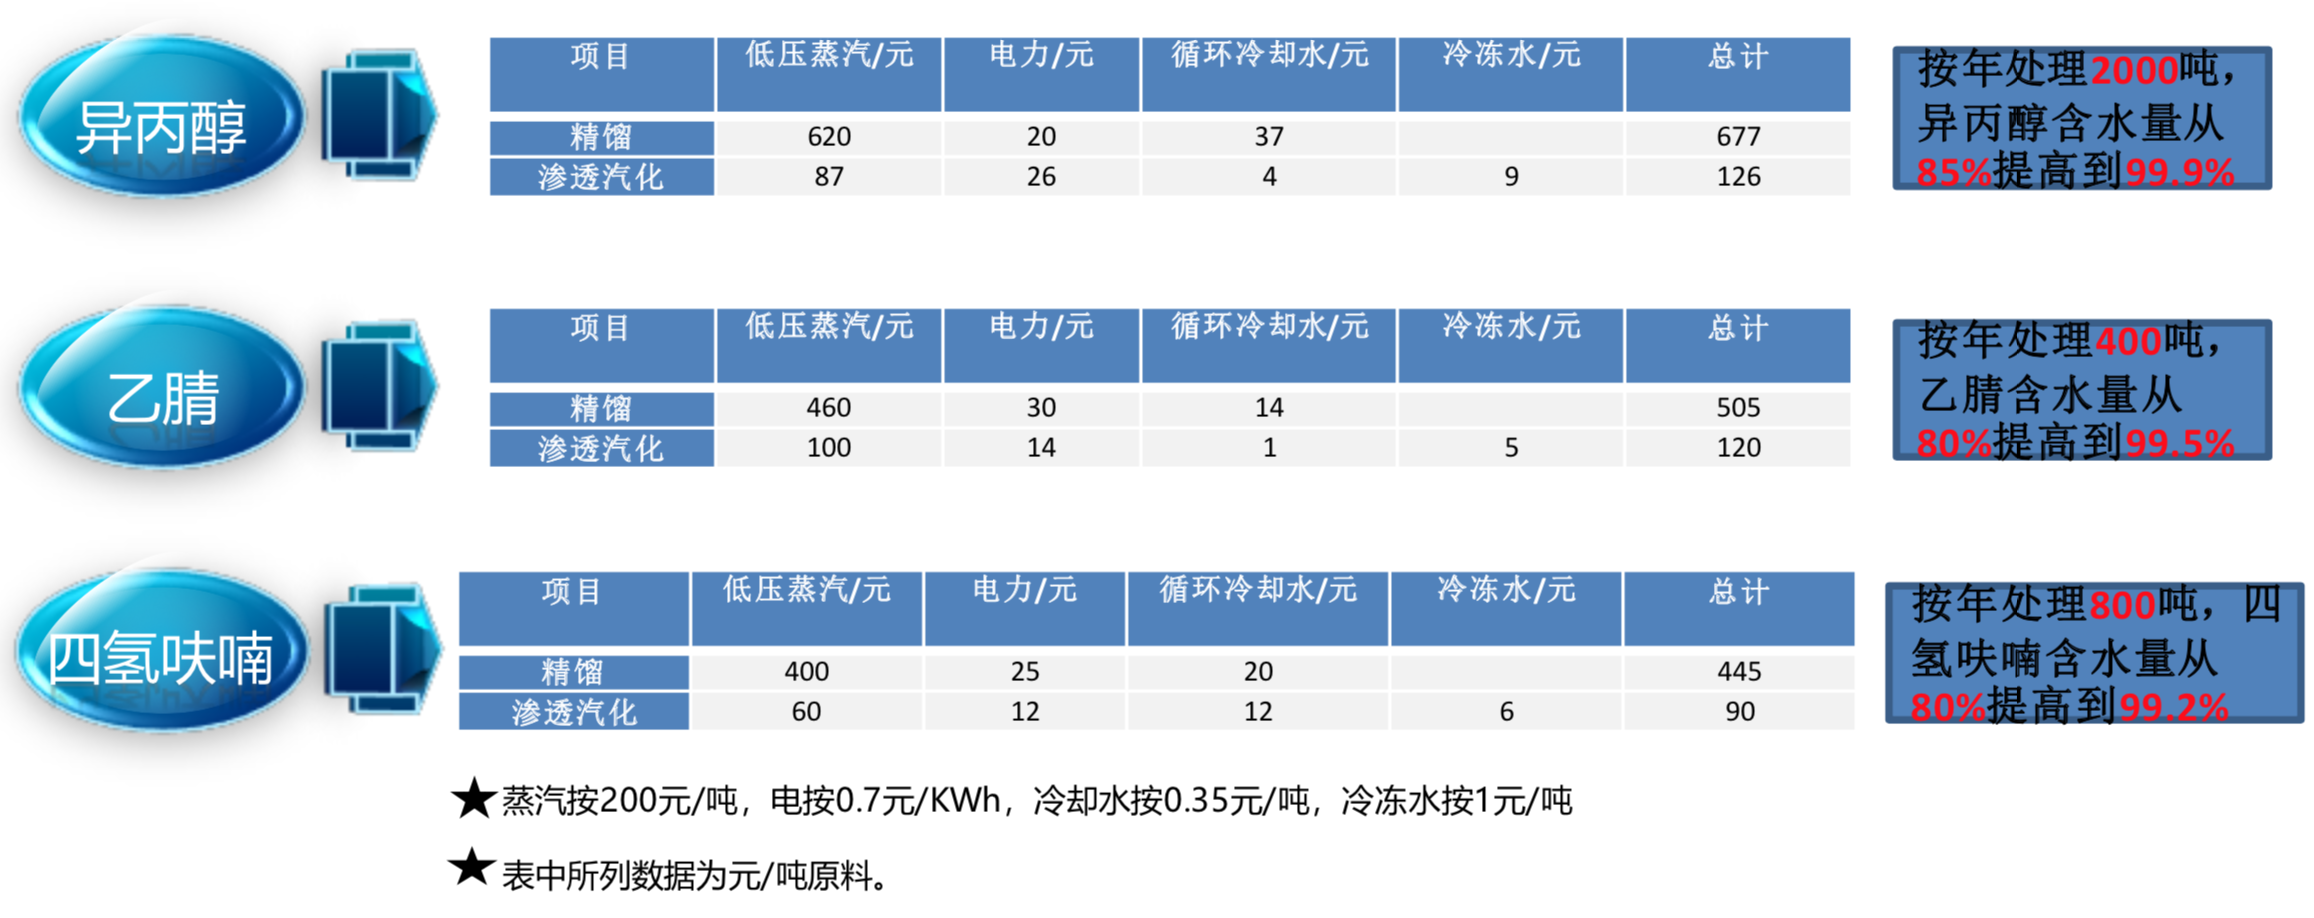 异丙醇
项目 低压蒸汽/元 电力/元 循环冷却水/元 冷冻水/元 总计
精馏 620 20 37 677
渗透汽化 87 26 4 9 126
按年处理2000吨，
异丙醇含水量从
85%提高到99.9%
乙腈
项目 低压蒸汽/元 电力/元 循环冷却水/元 冷冻水/元 总计
精馏 460 30 14 505
渗透汽化 100 14 1 5 120
按年处理400吨，
乙腈含水量从
80%提高到99.5%
四氢呋喃
项目 低压蒸汽/元 电力/元 循环冷却水/元 冷冻水/元 总计
精馏 400 25 20 445
渗透汽化 60 12 12 6 90
按年处理800吨，四
氢呋喃含水量从
80%提高到99.2%
★蒸汽按200元/吨，电按0.7元/KWh，冷却水按0.35元/吨，冷冻水按1元/吨
★表中所列数据为元/吨原料。